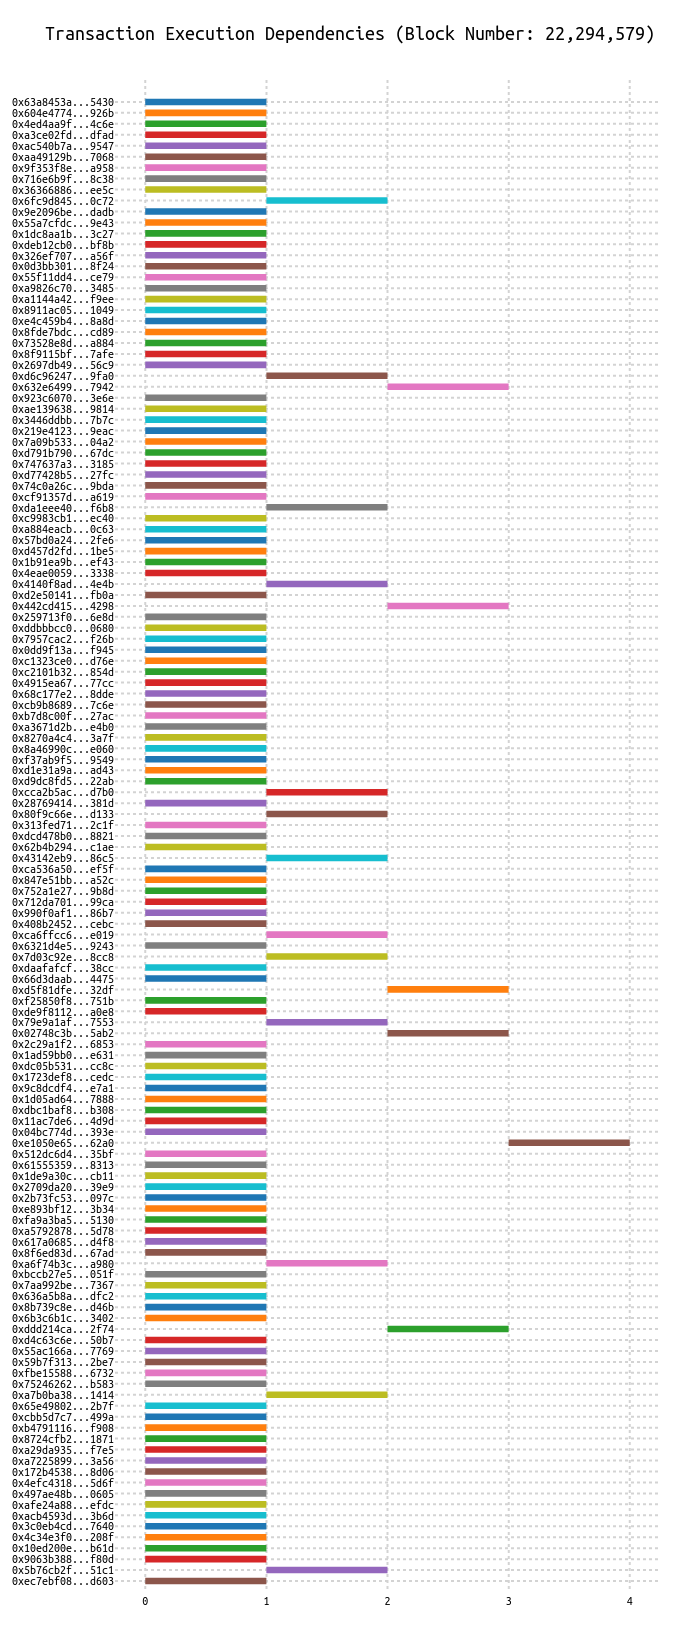 Transaction Execution Dependencies (Block Number: 22,294,579)
0x63a8453a...5430
0x604e4774...926b
0x4ed4aa9f...4c6e
0xa3ce02fd...dfad
0xac540b7a...9547
0xaa49129b...7068
0x9f353f8e...a958
0x716e6b9f...8c38
0x36366886...ee5c
0x6fc9d845...0c72
0x9e2096be...dadb
0x55a7cfdc...9e43
0x1dc8aa1b...3c27
0xdeb12cb0...bf8b
0x326ef707...a56f
0x0d3bb301...8f24
0x55f11dd4...ce79
0xa9826c70...3485
0xa1144a42...f9ee
0x8911ac05...1049
0xe4c459b4...8a8d
0x8fde7bdc...cd89
0x73528e8d...a884
0x8f9115bf...7afe
0x2697db49...56c9
0xd6c96247...9fa0
0x632e6499...7942
0x923c6070...3e6e
0xae139638...9814
0x3446ddbb...7b7c
0x219e4123...9eac
0x7a09b533...04a2
0xd791b790...67dc
0x747637a3...3185
0xd77428b5...27fc
0x74c0a26c...9bda
0xcf91357d...a619
0xda1eee40...f6b8
0xc9983cb1...ec40
0xa884eacb...0c63
0x57bd0a24...2fe6
0xd457d2fd...1be5
0x1b91ea9b...ef43
0x4eae0059...3338
0x4140f8ad...4e4b
0xd2e50141...fb0a
0x442cd415...4298
0x259713f0...6e8d
0xddbbbcc0...0680
0x7957cac2...f26b
0x0dd9f13a...f945
0xc1323ce0...d76e
0xc2101b32...854d
0x4915ea67...77cc
0x68c177e2...8dde
0xcb9b8689...7c6e
0xb7d8c00f...27ac
0xa3671d2b...e4b0
0x8270a4c4...3a7f
0x8a46990c...e060
0xf37ab9f5...9549
0xd1e31a9a...ad43
0xd9dc8fd5...22ab
0xcca2b5ac...d7b0
0x28769414...381d
0x80f9c66e...d133
0x313fed71...2c1f
0xdcd478b0...8821
0x62b4b294...c1ae
0x43142eb9...86c5
0xca536a50...ef5f
0x847e51bb...a52c
0x752a1e27...9b8d
0x712da701...99ca
0x990f0af1...86b7
0x408b2452...cebc
0xca6ffcc6...e019
0x6321d4e5...9243
0x7d03c92e...8cc8
0xdaafafcf...38cc
0x66d3daab...4475
0xd5f81dfe...32df
0xf25850f8...751b
0xde9f8112...a0e8
0x79e9a1af...7553
0x02748c3b...5ab2
0x2c29a1f2...6853
0x1ad59bb0...e631
0xdc05b531...cc8c
0x1723def8...cedc
0x9c8dcdf4...e7a1
0x1d05ad64...7888
0xdbc1baf8...b308
0x11ac7de6...4d9d
0x04bc774d...393e
0xe1050e65...62a0
0x512dc6d4...35bf
0x61555359...8313
0x1de9a30c...cb11
0x2709da20...39e9
0x2b73fc53...097c
0xe893bf12...3b34
0xfa9a3ba5...5130
0xa5792878...5d78
0x617a0685...d4f8
0x8f6ed83d...67ad
0xa6f74b3c...a980
0xbccb27e5...051f
0x7aa992be...7367
0x636a5b8a...dfc2
0x8b739c8e...d46b
0x6b3c6b1c...3402
0xddd214ca...2f74
0xd4c63c6e...50b7
0x55ac166a...7769
0x59b7f313...2be7
0xfbe15588...6732
0x75246262...b583
0xa7b0ba38...1414
0x65e49802...2b7f
0xcbb5d7c7...499a
0xb4791116...f908
0x8724cfb2...1871
0xa29da935...f7e5
0xa7225899...3a56
0x172b4538...8d06
0x4efc4318...5d6f
0x497ae48b...0605
0xafe24a88...efdc
0xacb4593d...3b6d
0x3c0eb4cd...7640
0x4c34e3f0...208f
0x10ed200e...b61d
0x9063b388...f80d
0x5b76cb2f...51c1
0xec7ebf08...d603
0 1 2 3 4